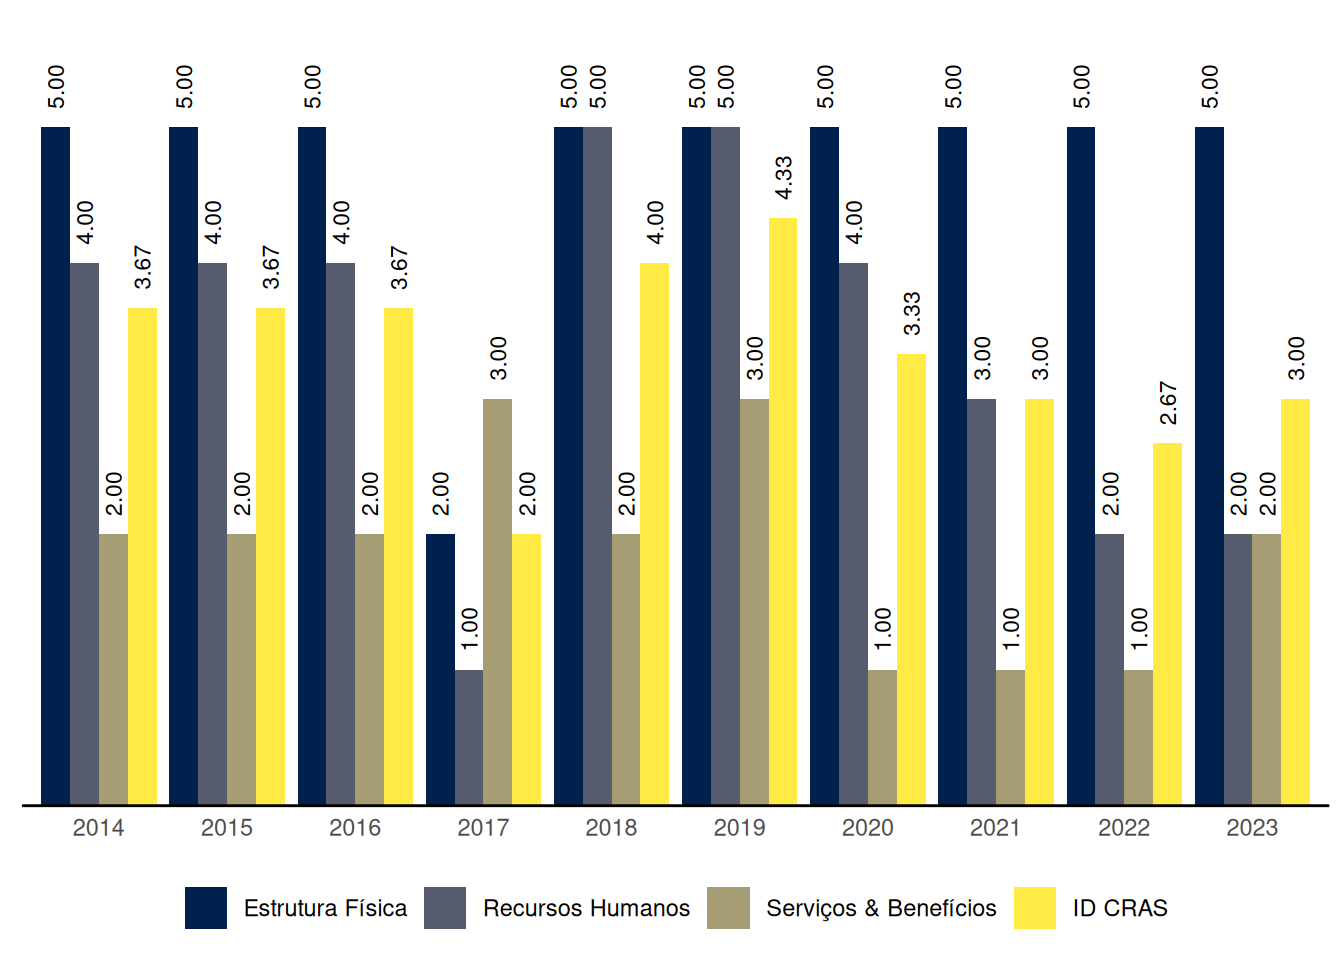 5.00 4.00 2.00 3.67
5.00 4.00 2.00 3.67
5.00 4.00 2.00 3.67
2.00 1.00 3.00 2.00
5.00 5.00 2.00 4.00
5.00 5.00 3.00 4.33
5.00 4.00 1.00 3.33
5.00 3.00 1.00 3.00
5.00 2.00 1.00 2.67
5.00 2.00 2.00 3.00
2014 2015 2016 2017 2018 2019 2020 2021 2022 2023
Estrutura Física Recursos Humanos Serviços & Benefícios ID CRAS